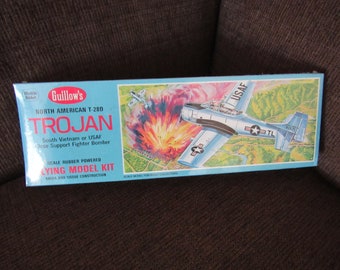 Guillow's
NORTH AMERICAN T-28D
TROJAN
South Vietnam or USAF
Close Support Fighter Bomber
SCALE RUBBER POWERED
FLYING MODEL KIT
USAF
TL